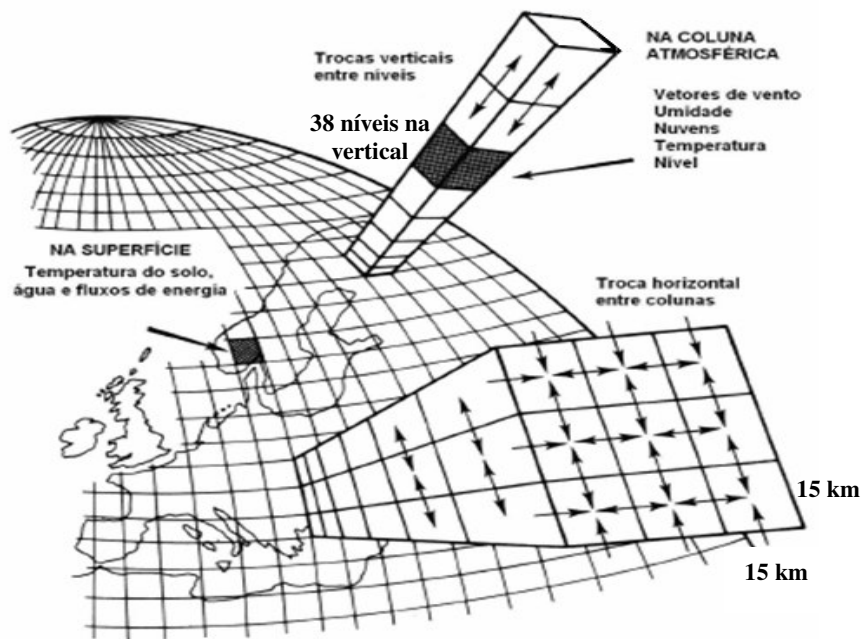 NA COLUNA
ATMOSFÉRICA
Trocas verticais
entre níveis
Vetores de vento
Umidade
Nuvens
Temperatura
Nivel
38 níveis na
vertical
NA SUPERFÍCIE
Temperatura do solo,
água e fluxos de energia
Troca horizontal
entre colunas
15 km
15 km